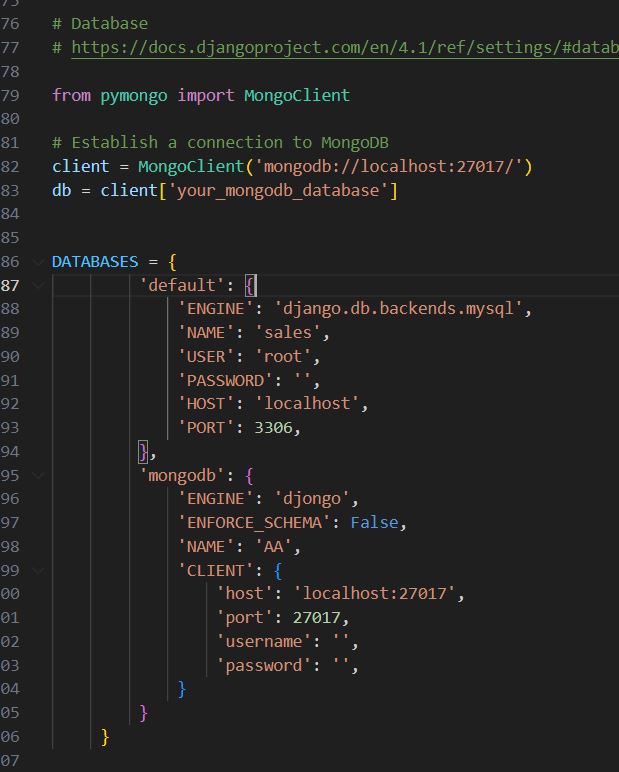 75
76 # Database
77 # https://docs.djangoproject.com/en/4.1/ref/settings/#datab
78
79 from pymongo import MongoClient
80
81 # Establish a connection to MongoDB
82 client = MongoClient('mongodb://localhost:27017/')
83 db = client['your_mongodb_database']
84
85
86 DATABASES = {
87 'default': {
88 'ENGINE': 'django.db.backends.mysql',
89 'NAME': 'sales',
90 'USER': 'root',
91 'PASSWORD': '',
92 'HOST': 'localhost',
93 'PORT': 3306,
94 },
95 'mongodb': {
96 'ENGINE': 'djongo',
97 'ENFORCE_SCHEMA': False,
98 'NAME': 'AA',
99 'CLIENT': {
00 'host': 'localhost:27017',
01 'port': 27017,
02 'username': '',
03 'password': '',
04 }
05 }
06 }
07